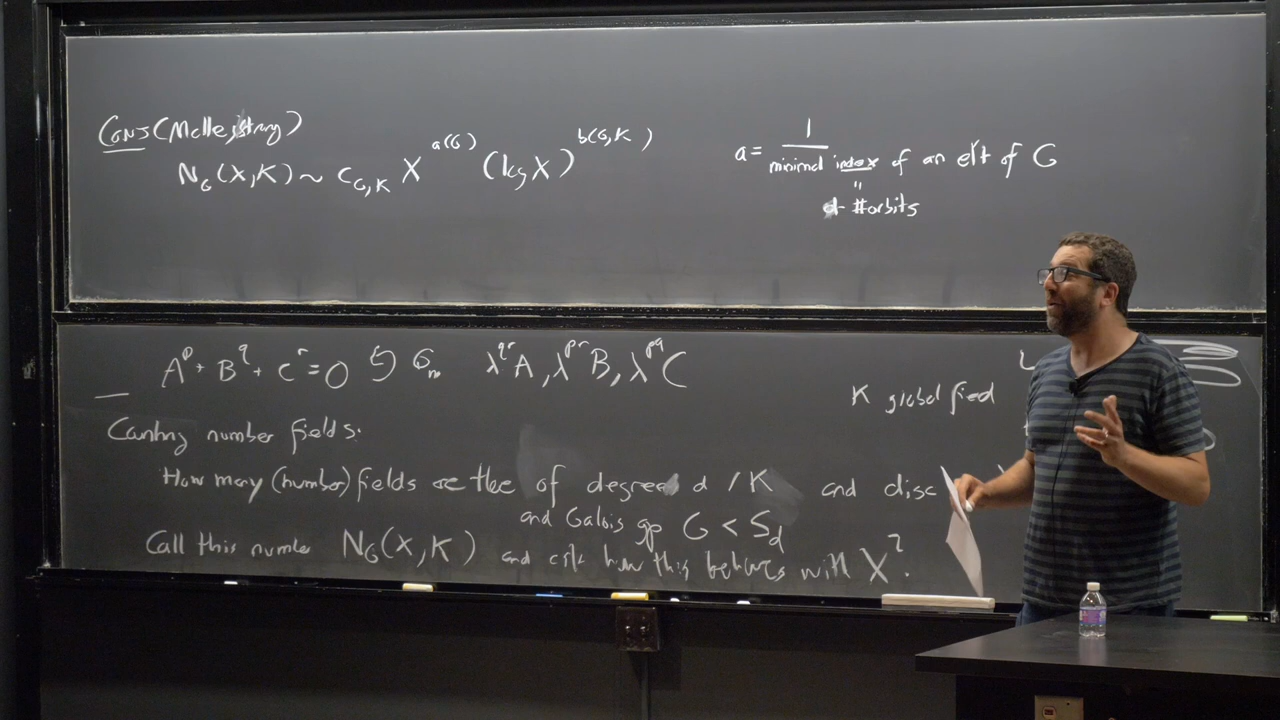 Conj (Malle, strong)
N_G(X,K) ~ c_{G,K} X^{a(G)} (log X)^{b(G,K)}
a = 1 / minimal index of an elt of G
"
d - #orbits
A^p + B^q + C^r = 0 ↺ G_m λ^{qr}A, λ^{pr}B, λ^{pq}C
K global field
Counting number fields:
How many (number) fields are there of degree d / K and disc
and Galois gp G < S_d
Call this number N_G(X,K) and ask how this behaves with X?